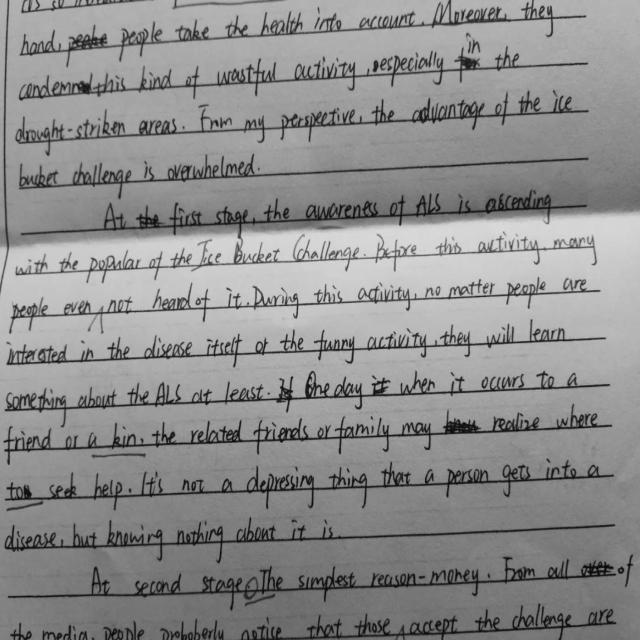 hand, people take the health into account. Moreover, they
condemn this kind of wastful activity, especially in the
drought-striken areas. From my perspective, the advantage of the ice
bucket challenge is overwhelmed.
At first stage, the awareness of ALS is ascending
with the popular of the Ice Bucket Challenge. Before this activity many
people even not heard of it. During this activity, no matter people are
interested in the disease itself or the funny activity, they will learn
something about the ALS at least. One day when it occurs to a
friend or a kin, the related friends or family may realize where
to seek help. It's not a depressing thing that a person gets into a
disease, but knowing nothing about it is.
At second stage. The simplest reason-money. From all of
the media, people proboberly notice that those accept the challenge are